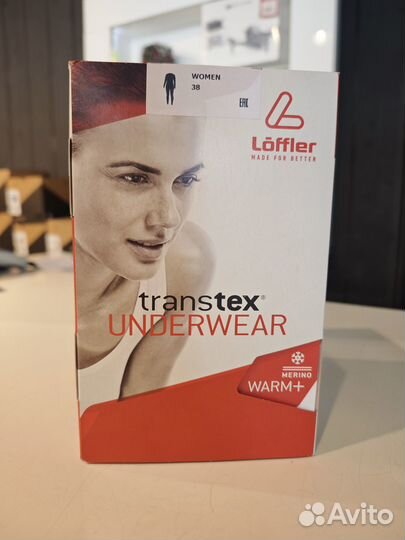 WOMEN
38
EAC
Löffler
MADE FOR BETTER
transtex®
UNDERWEAR
MERINO
WARM+
Avito